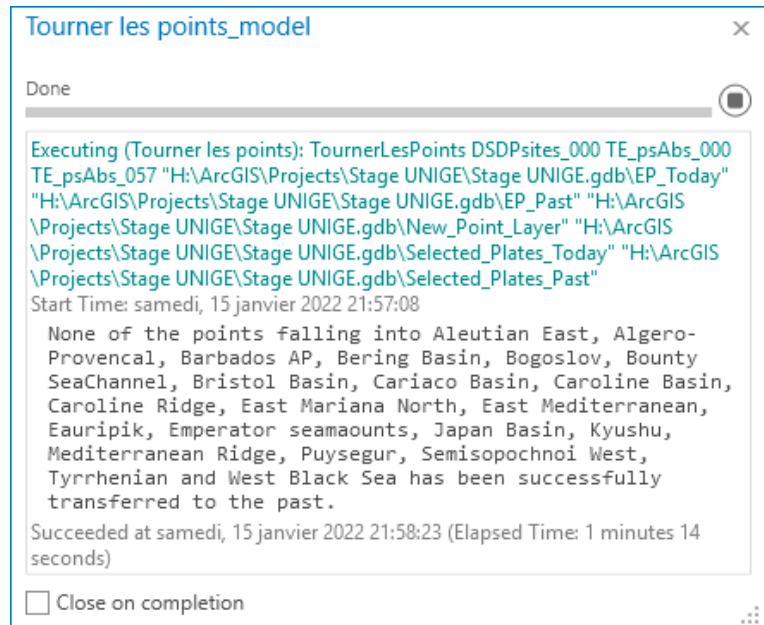 Tourner les points_model
Done
Executing (Tourner les points): TournerLesPoints DSDPsites_000 TE_psAbs_000
TE_psAbs_057 "H:\ArcGIS\Projects\Stage UNIGE\Stage UNIGE.gdb\EP_Today"
"H:\ArcGIS\Projects\Stage UNIGE\Stage UNIGE.gdb\EP_Past" "H:\ArcGIS
\Projects\Stage UNIGE\Stage UNIGE.gdb\New_Point_Layer" "H:\ArcGIS
\Projects\Stage UNIGE\Stage UNIGE.gdb\Selected_Plates_Today" "H:\ArcGIS
\Projects\Stage UNIGE\Stage UNIGE.gdb\Selected_Plates_Past"
Start Time: samedi, 15 janvier 2022 21:57:08
None of the points falling into Aleutian East, Algero-
Provencal, Barbados AP, Bering Basin, Bogoslov, Bounty
SeaChannel, Bristol Basin, Cariaco Basin, Caroline Basin,
Caroline Ridge, East Mariana North, East Mediterranean,
Eauripik, Emperator seamaounts, Japan Basin, Kyushu,
Mediterranean Ridge, Puysegur, Semisopochnoi West,
Tyrrhenian and West Black Sea has been successfully
transferred to the past.
Succeeded at samedi, 15 janvier 2022 21:58:23 (Elapsed Time: 1 minutes 14
seconds)
Close on completion